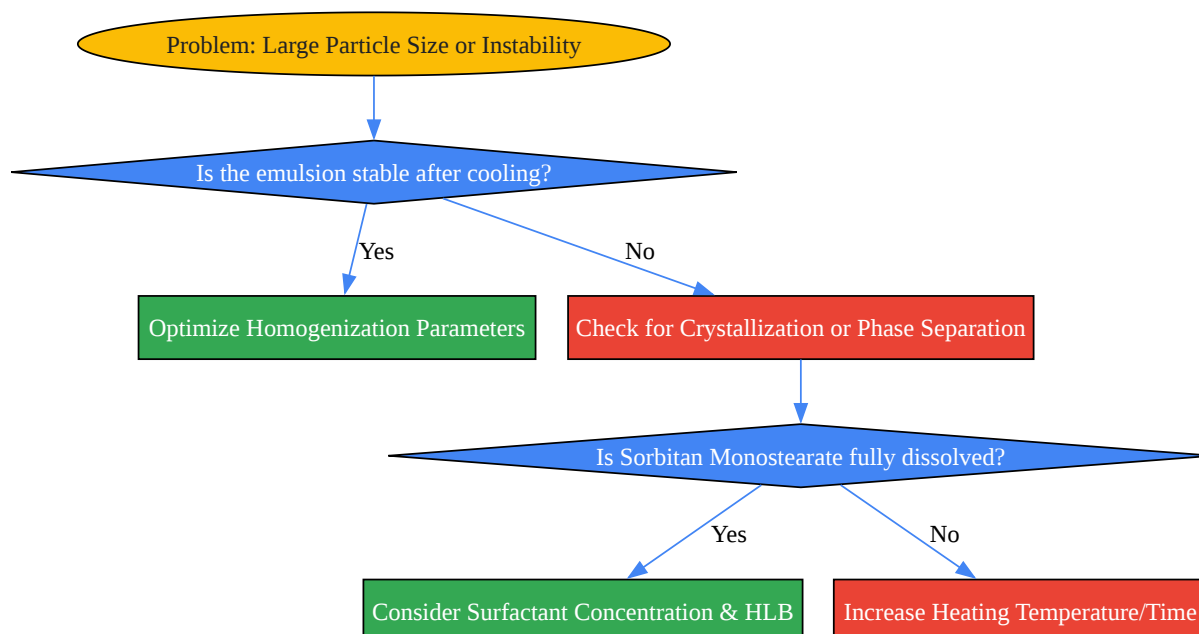 Problem: Large Particle Size or Instability
Is the emulsion stable after cooling?
Yes
No
Optimize Homogenization Parameters
Check for Crystallization or Phase Separation
Is Sorbitan Monostearate fully dissolved?
Yes
No
Consider Surfactant Concentration & HLB
Increase Heating Temperature/Time